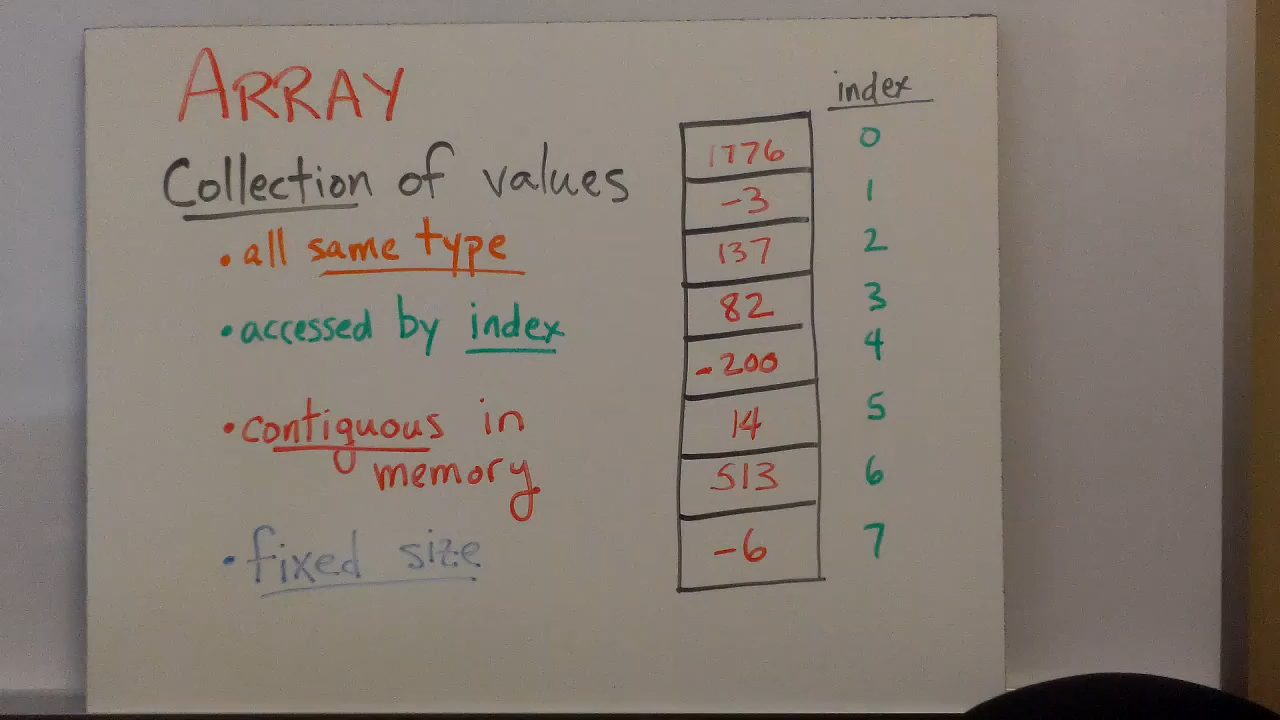 ARRAY
Collection of values
• all same type
• accessed by index
• contiguous in
memory
• fixed size
index
1776 0
-3 1
137 2
82 3
-200 4
14 5
513 6
-6 7